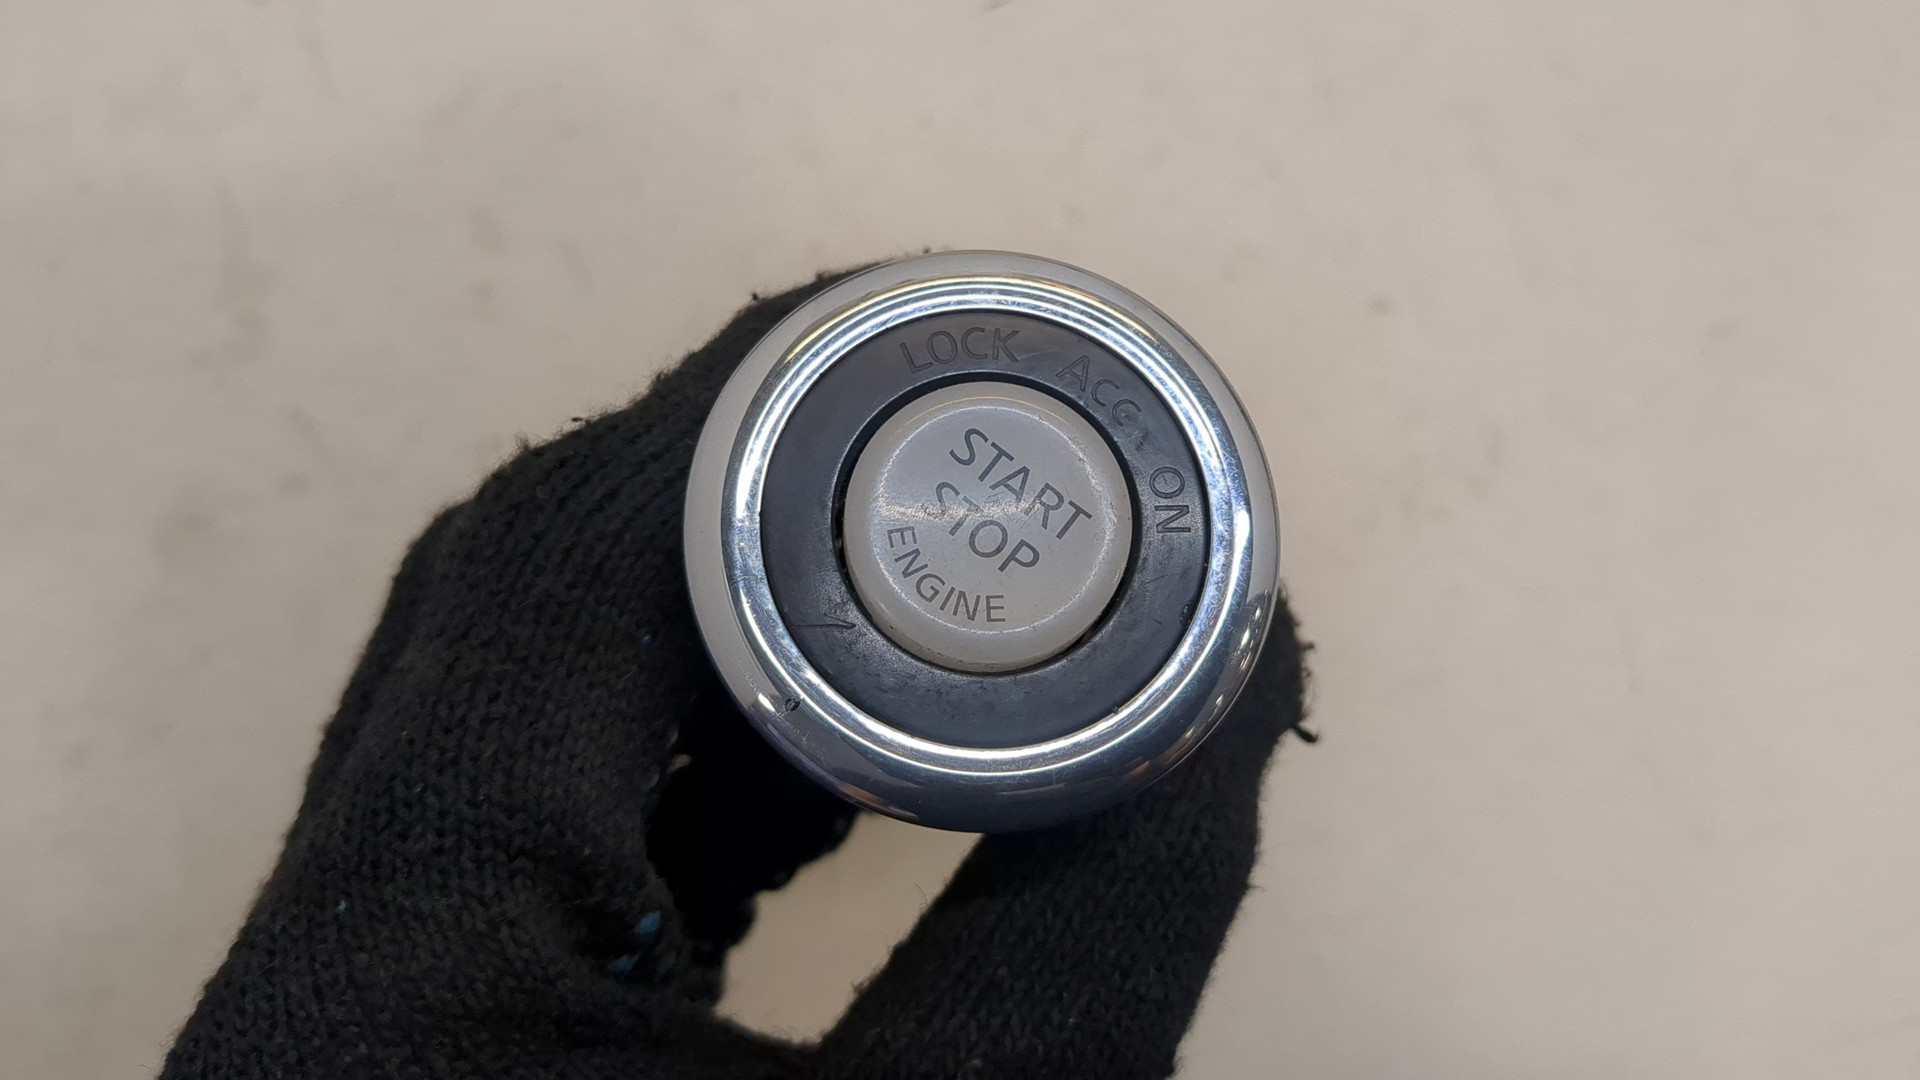 LOCK ACC ON
START
STOP
ENGINE